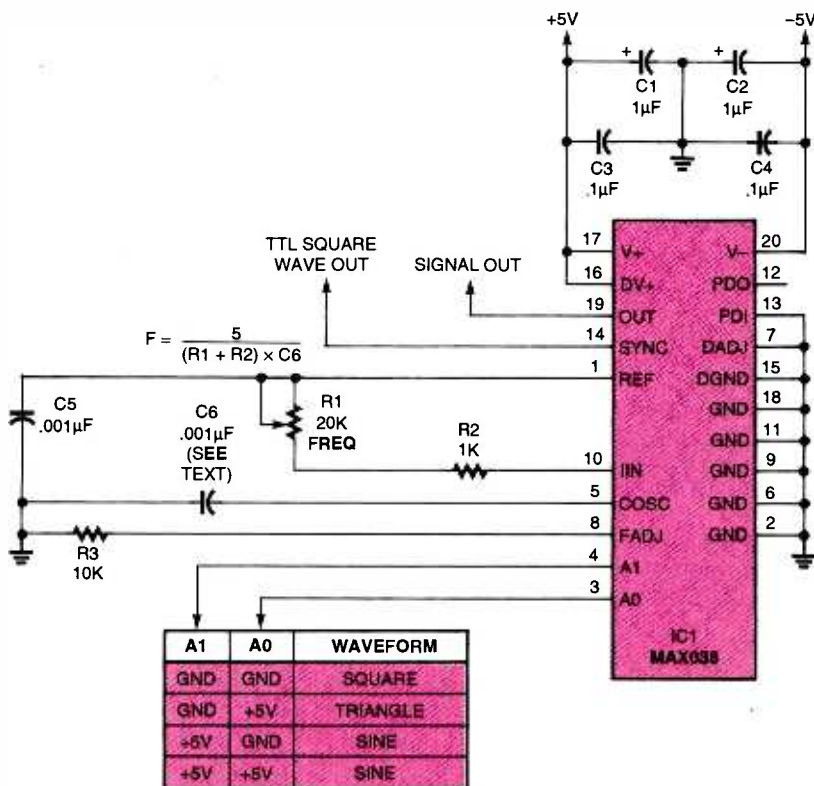 +5V
−5V
+
C1
1µF
+
C2
1µF
C3
.1µF
C4
.1µF
TTL SQUARE
WAVE OUT
SIGNAL OUT
F = 5 / (R1 + R2) × C6
C5
.001µF
C6
.001µF
(SEE
TEXT)
R1
20K
FREQ
R2
1K
R3
10K
17 V+
16 DV+
19 OUT
14 SYNC
1 REF
10 IIN
5 COSC
8 FADJ
4 A1
3 A0
V− 20
PDO 12
PDI 13
DADJ 7
DGND 15
GND 18
GND 11
GND 9
GND 6
GND 2
IC1
MAX038
A1 A0 WAVEFORM
GND GND SQUARE
GND +5V TRIANGLE
+5V GND SINE
+5V +5V SINE